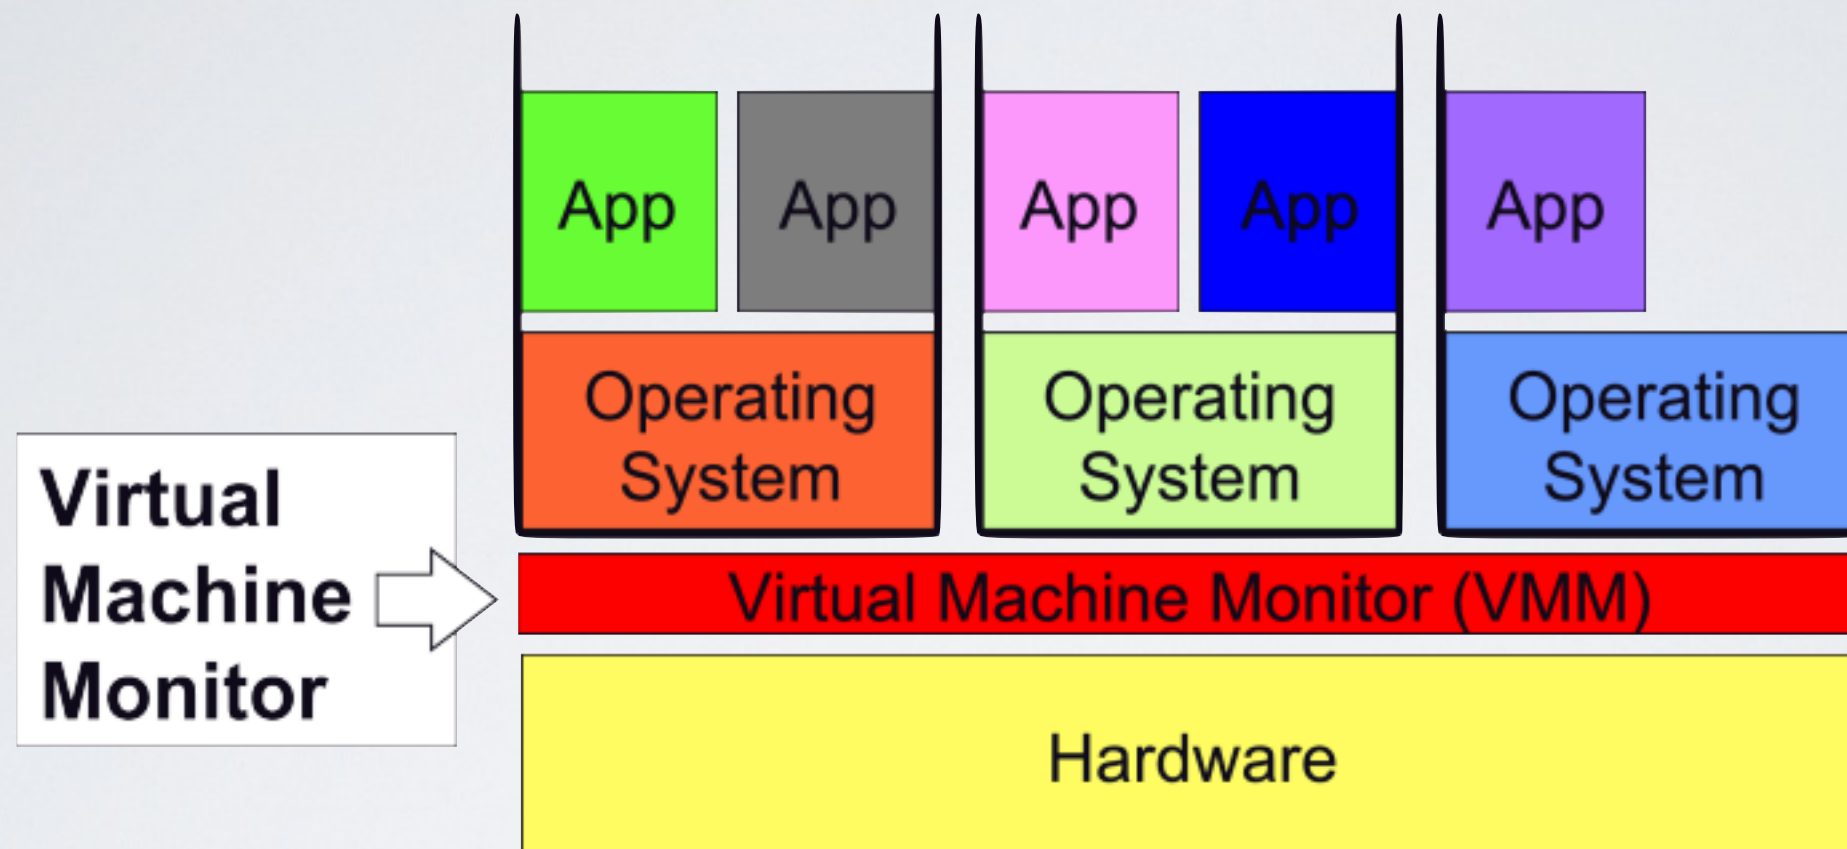 App App App App App
Operating Operating Operating
System System System
Virtual
Machine
Monitor
Virtual Machine Monitor (VMM)
Hardware